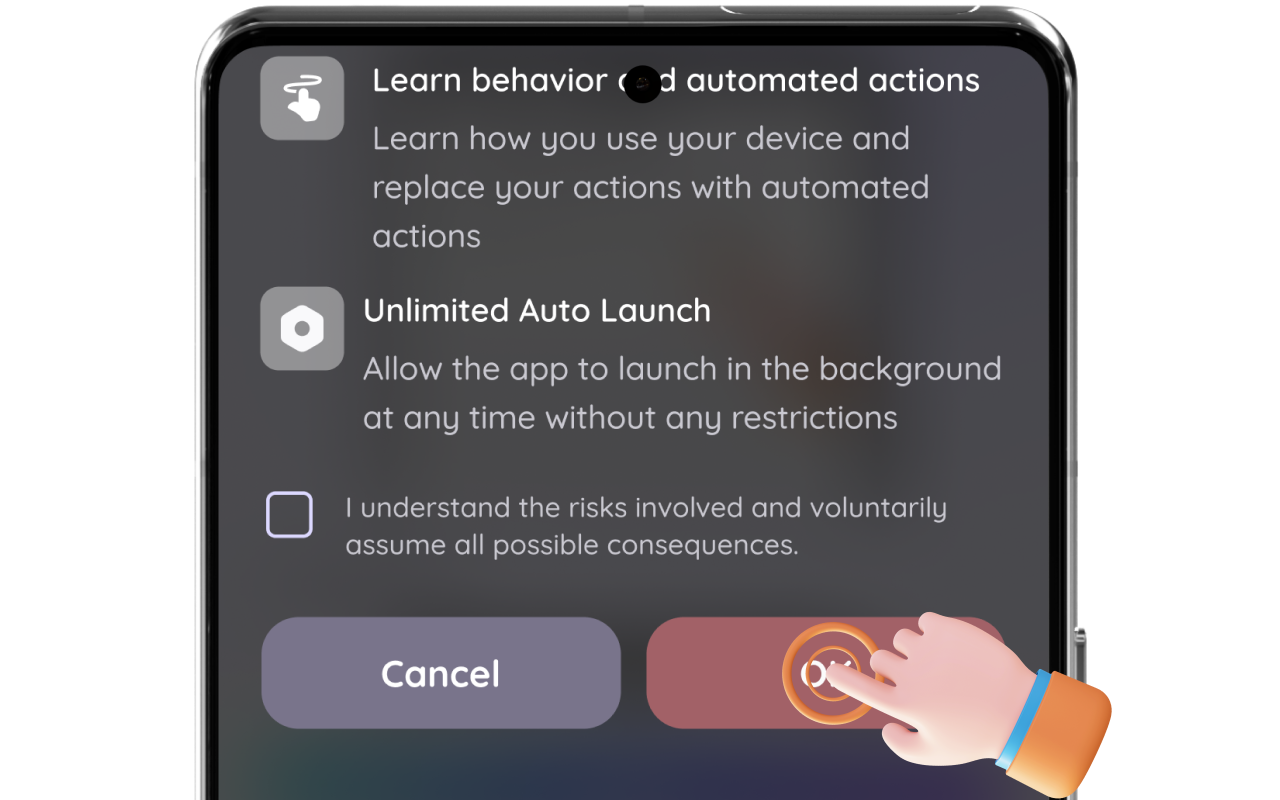 Learn behavior d automated actions
Learn how you use your device and
replace your actions with automated
actions
Unlimited Auto Launch
Allow the app to launch in the background
at any time without any restrictions
I understand the risks involved and voluntarily
assume all possible consequences.
Cancel
OK